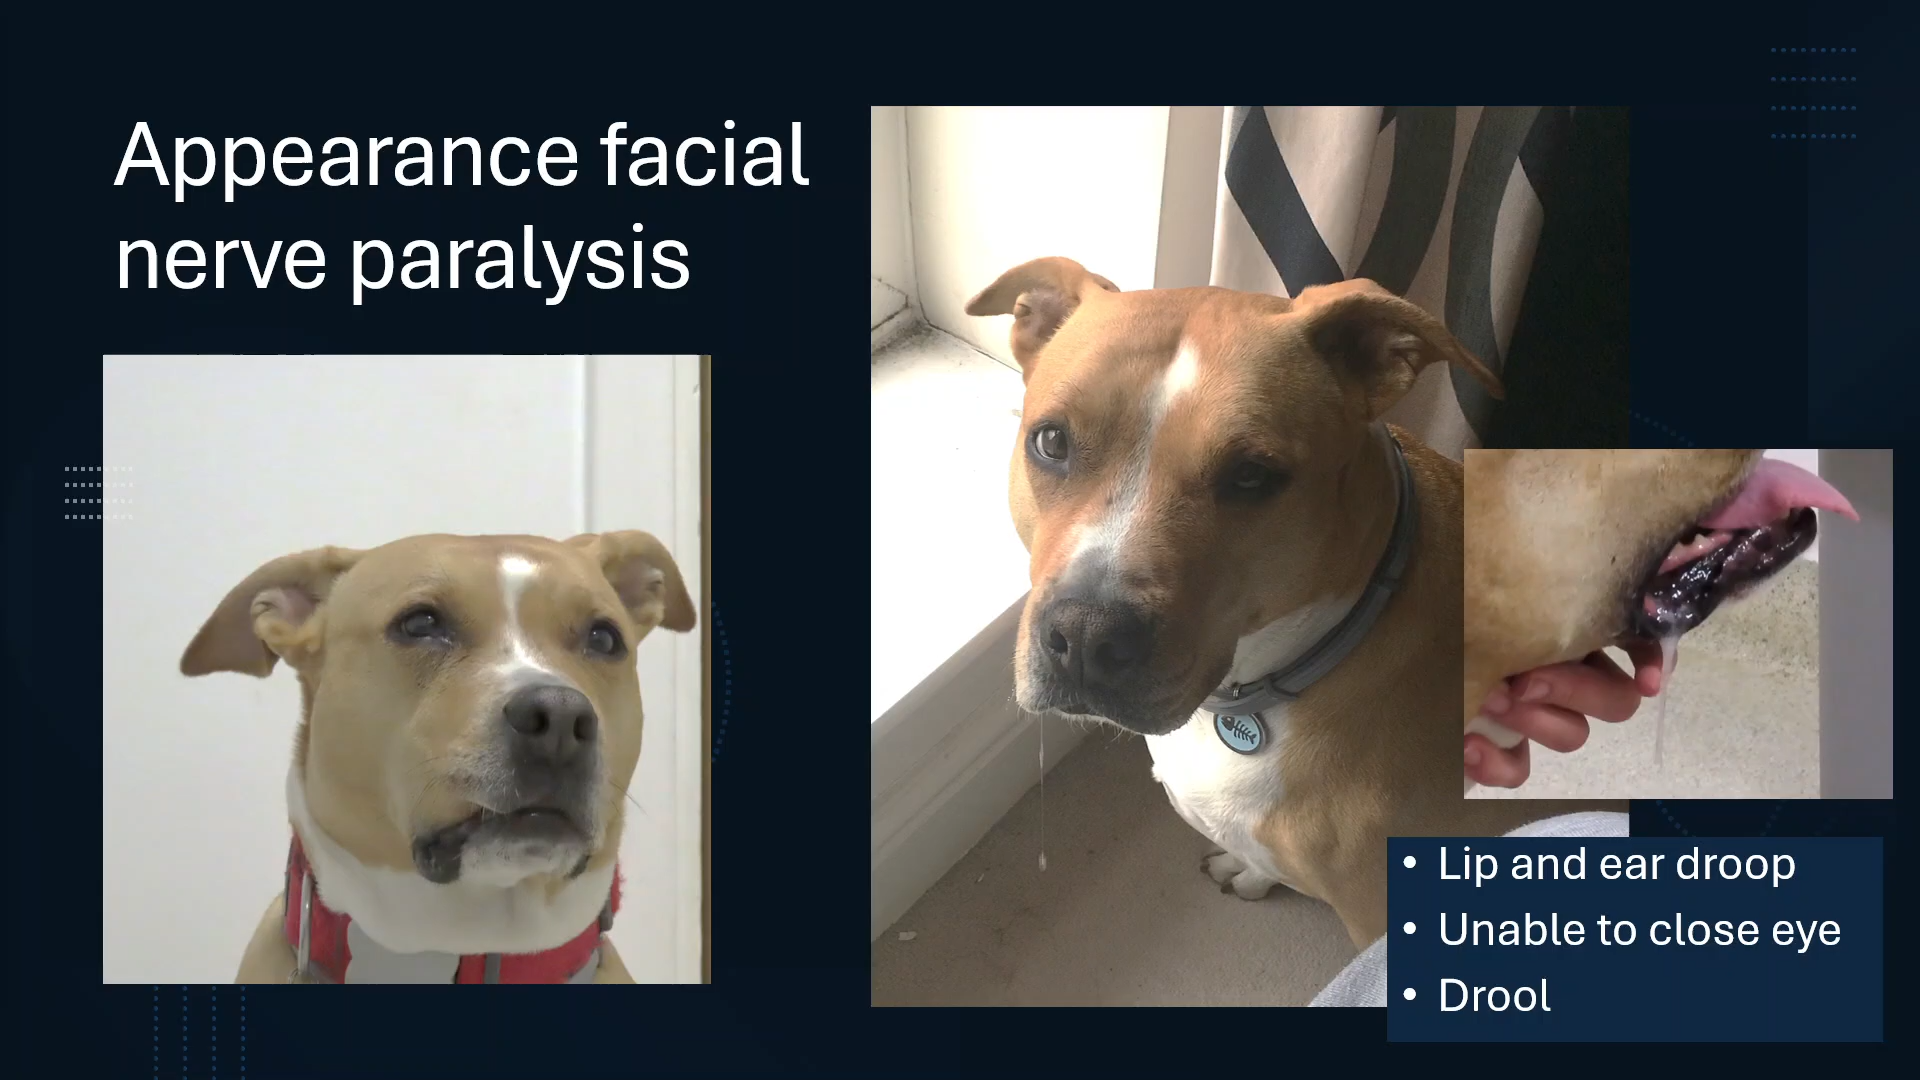 Appearance facial
nerve paralysis
• Lip and ear droop
• Unable to close eye
• Drool